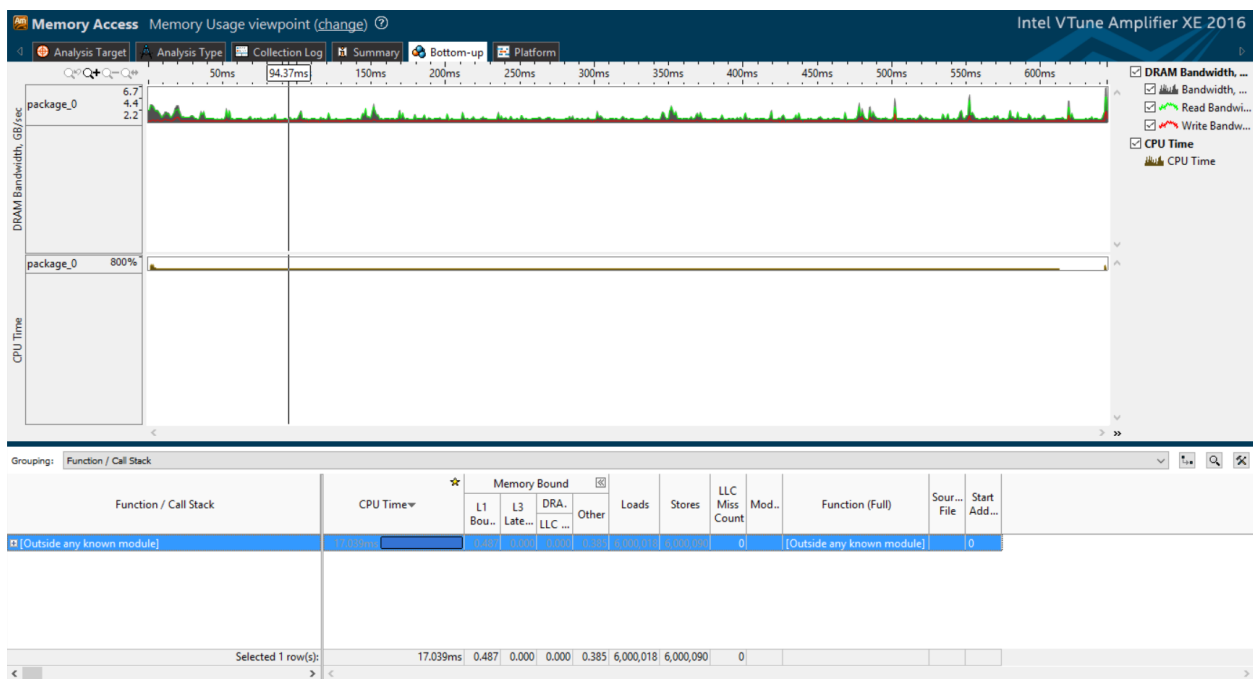 Memory Access Memory Usage viewpoint (change) ?
Intel VTune Amplifier XE 2016
Analysis Target Analysis Type Collection Log Summary Bottom-up Platform
50ms 94.37ms 150ms 200ms 250ms 300ms 350ms 400ms 450ms 500ms 550ms 600ms
DRAM Bandwidth, GB/sec
package_0
6.7
4.4
2.2
DRAM Bandwidth, ...
Bandwidth, ...
Read Bandwi...
Write Bandw...
CPU Time
CPU Time
CPU Time
package_0 800%
Grouping: Function / Call Stack
Function / Call Stack
CPU Time
Memory Bound
L1 Bou..
L3 Late...
DRA.
LLC ...
Other
Loads
Stores
LLC Miss Count
Mod..
Function (Full)
Sour... File
Start Add...
[Outside any known module] 17.039ms 0.487 0.000 0.000 0.385 6,000,018 6,000,090 0 [Outside any known module] 0
Selected 1 row(s): 17.039ms 0.487 0.000 0.000 0.385 6,000,018 6,000,090 0